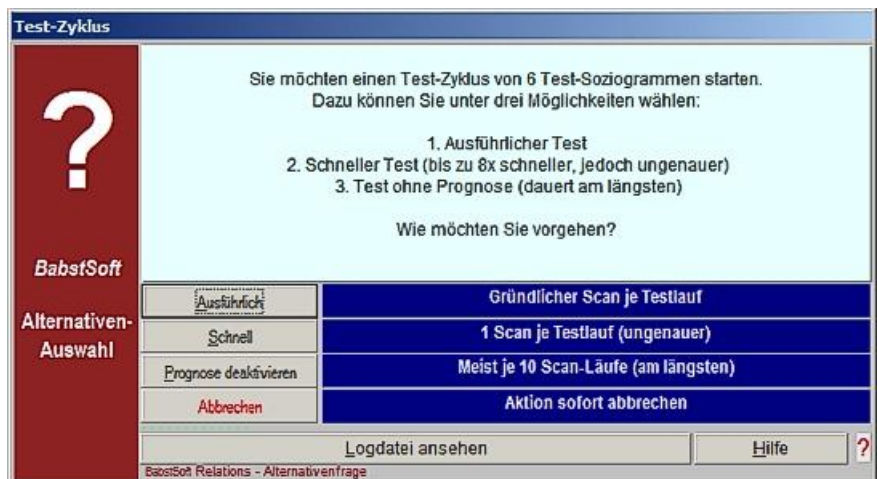 Test-Zyklus
?
BabstSoft
Alternativen-
Auswahl
Sie möchten einen Test-Zyklus von 6 Test-Soziogrammen starten.
Dazu können Sie unter drei Möglichkeiten wählen:
1. Ausführlicher Test
2. Schneller Test (bis zu 8x schneller, jedoch ungenauer)
3. Test ohne Prognose (dauert am längsten)
Wie möchten Sie vorgehen?
Ausführlich Gründlicher Scan je Testlauf
Schnell 1 Scan je Testlauf (ungenauer)
Prognose deaktivieren Meist je 10 Scan-Läufe (am längsten)
Abbrechen Aktion sofort abbrechen
Logdatei ansehen Hilfe ?
BabstSoft Relations - Alternativenfrage